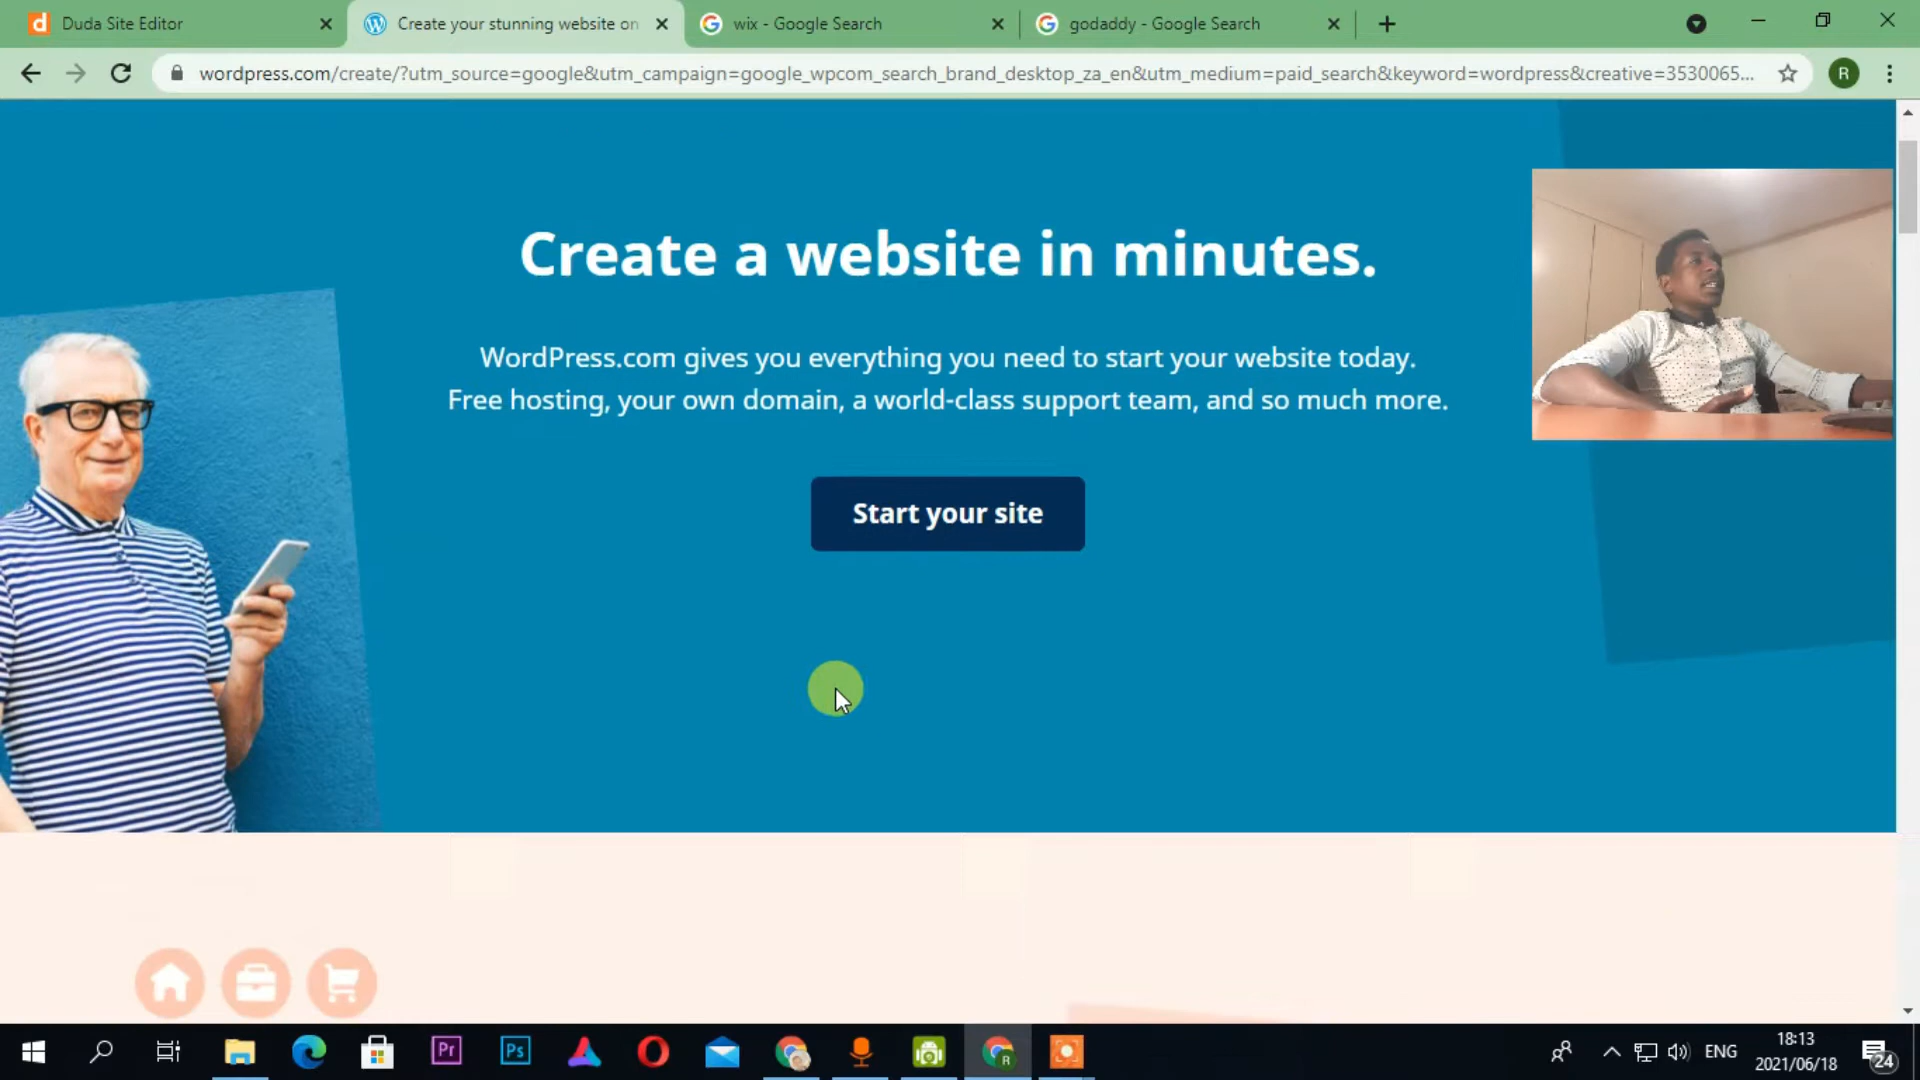 Duda Site Editor
Create your stunning website on
wix - Google Search
godaddy - Google Search
wordpress.com/create/?utm_source=google&utm_campaign=google_wpcom_search_brand_desktop_za_en&utm_medium=paid_search&keyword=wordpress&creative=3530065...
R
Create a website in minutes.
WordPress.com gives you everything you need to start your website today.
Free hosting, your own domain, a world-class support team, and so much more.
Start your site
Pr
Ps
R
ENG
18:13
2021/06/18
24